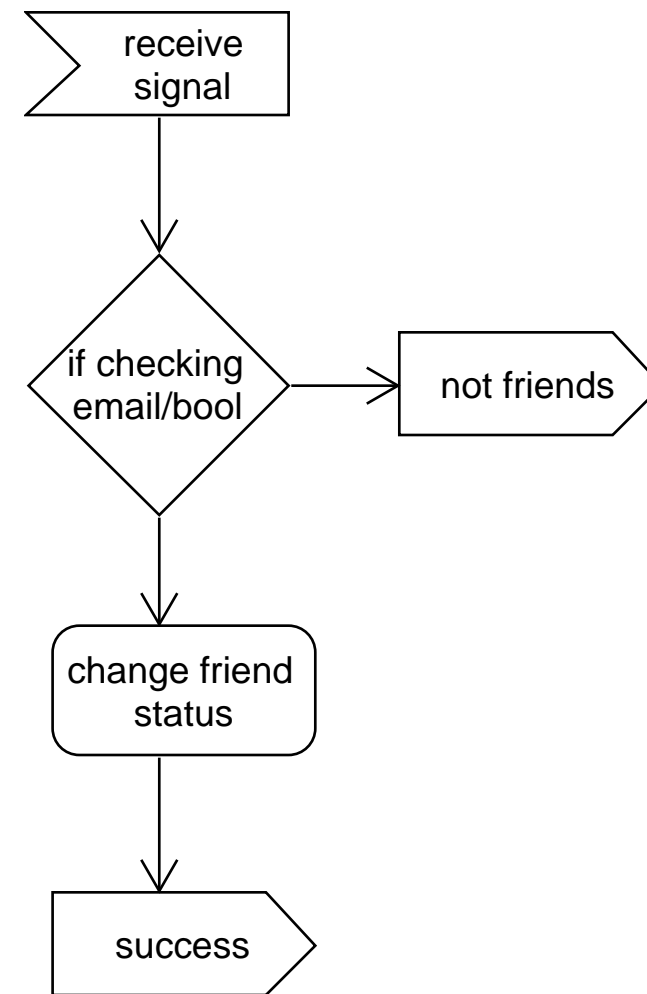 receive
signal
if checking
email/bool
not friends
change friend
status
success